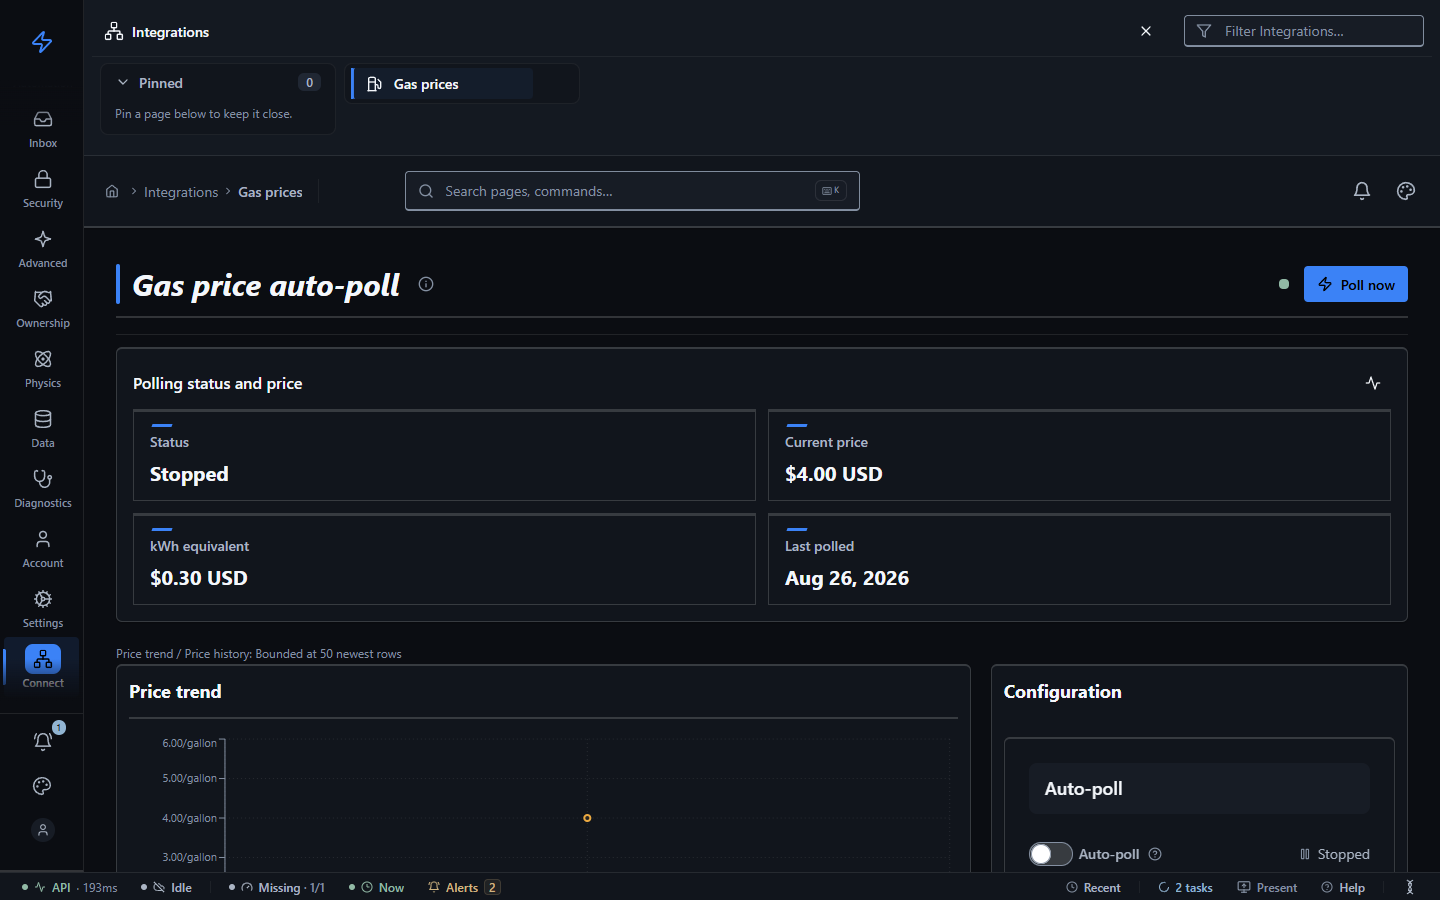 Integrations
Filter Integrations...
Pinned
0
Pin a page below to keep it close.
Gas prices
Inbox
Security
Advanced
Ownership
Physics
Data
Diagnostics
Account
Settings
Connect
1
Integrations
Gas prices
Search pages, commands...
K
Gas price auto-poll
Poll now
Polling status and price
Status
Stopped
Current price
$4.00 USD
kWh equivalent
$0.30 USD
Last polled
Aug 26, 2026
Price trend / Price history: Bounded at 50 newest rows
Price trend
6.00/gallon
5.00/gallon
4.00/gallon
3.00/gallon
Configuration
Auto-poll
Auto-poll
Stopped
API · 193ms
Idle
Missing · 1/1
Now
Alerts 2
Recent
2 tasks
Present
Help